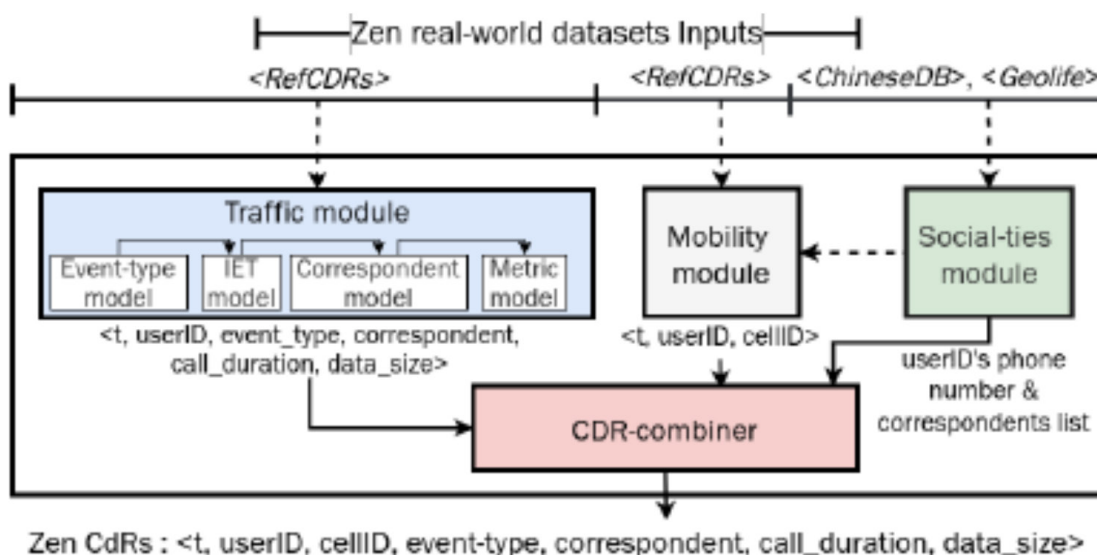 Zen real-world datasets Inputs
<RefCDRs>
<RefCDRs>
<ChineseDB>, <Geolife>
Traffic module
Event-type
model
IET
model
Correspondent
model
Metric
model
<t, userID, event_type, correspondent,
call_duration, data_size>
Mobility
module
<t, userID, cellID>
Social-ties
module
userID's phone
number &
correspondents list
CDR-combiner
Zen CdRs : <t, userID, cellID, event-type, correspondent, call_duration, data_size>